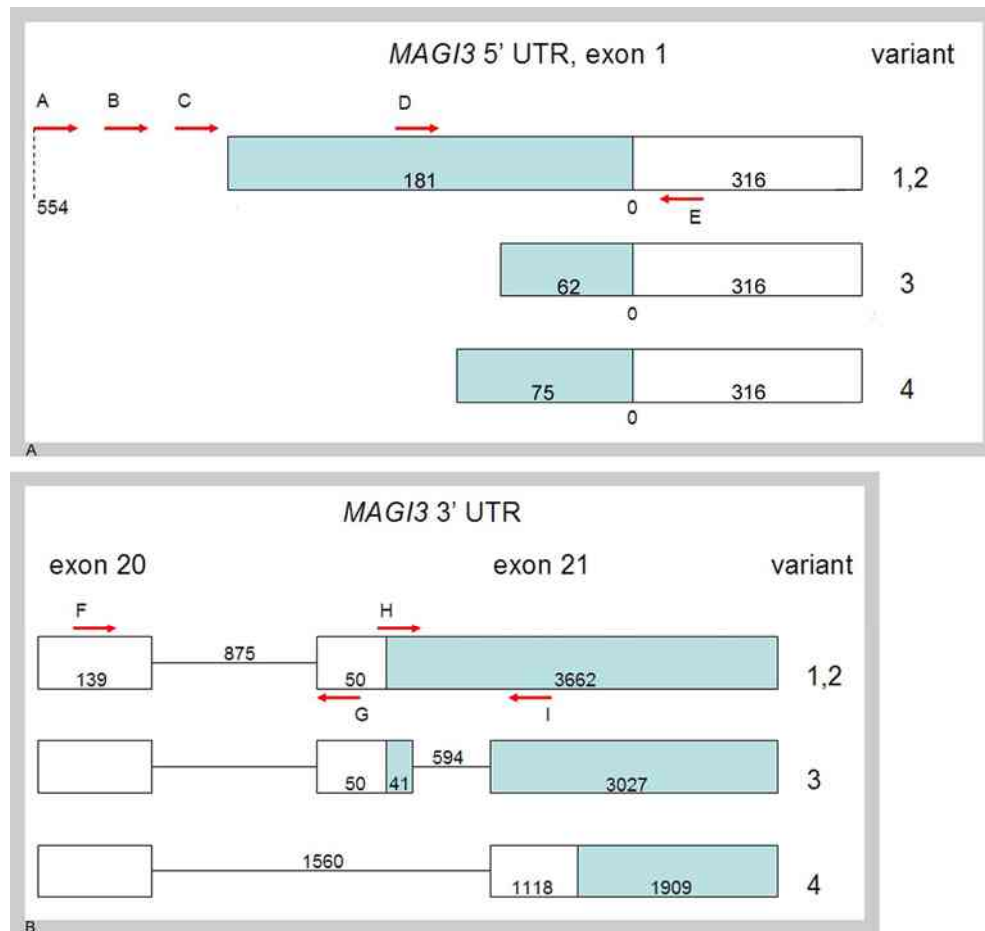 MAGI3 5’ UTR, exon 1 variant
A B C D
181 316 1,2
554 0 E
62 316 3
0
75 316 4
0
A
MAGI3 3’ UTR
exon 20 exon 21 variant
F H
875
139 50 3662 1,2
G I
594
50 41 3027 3
1560
1118 1909 4
B